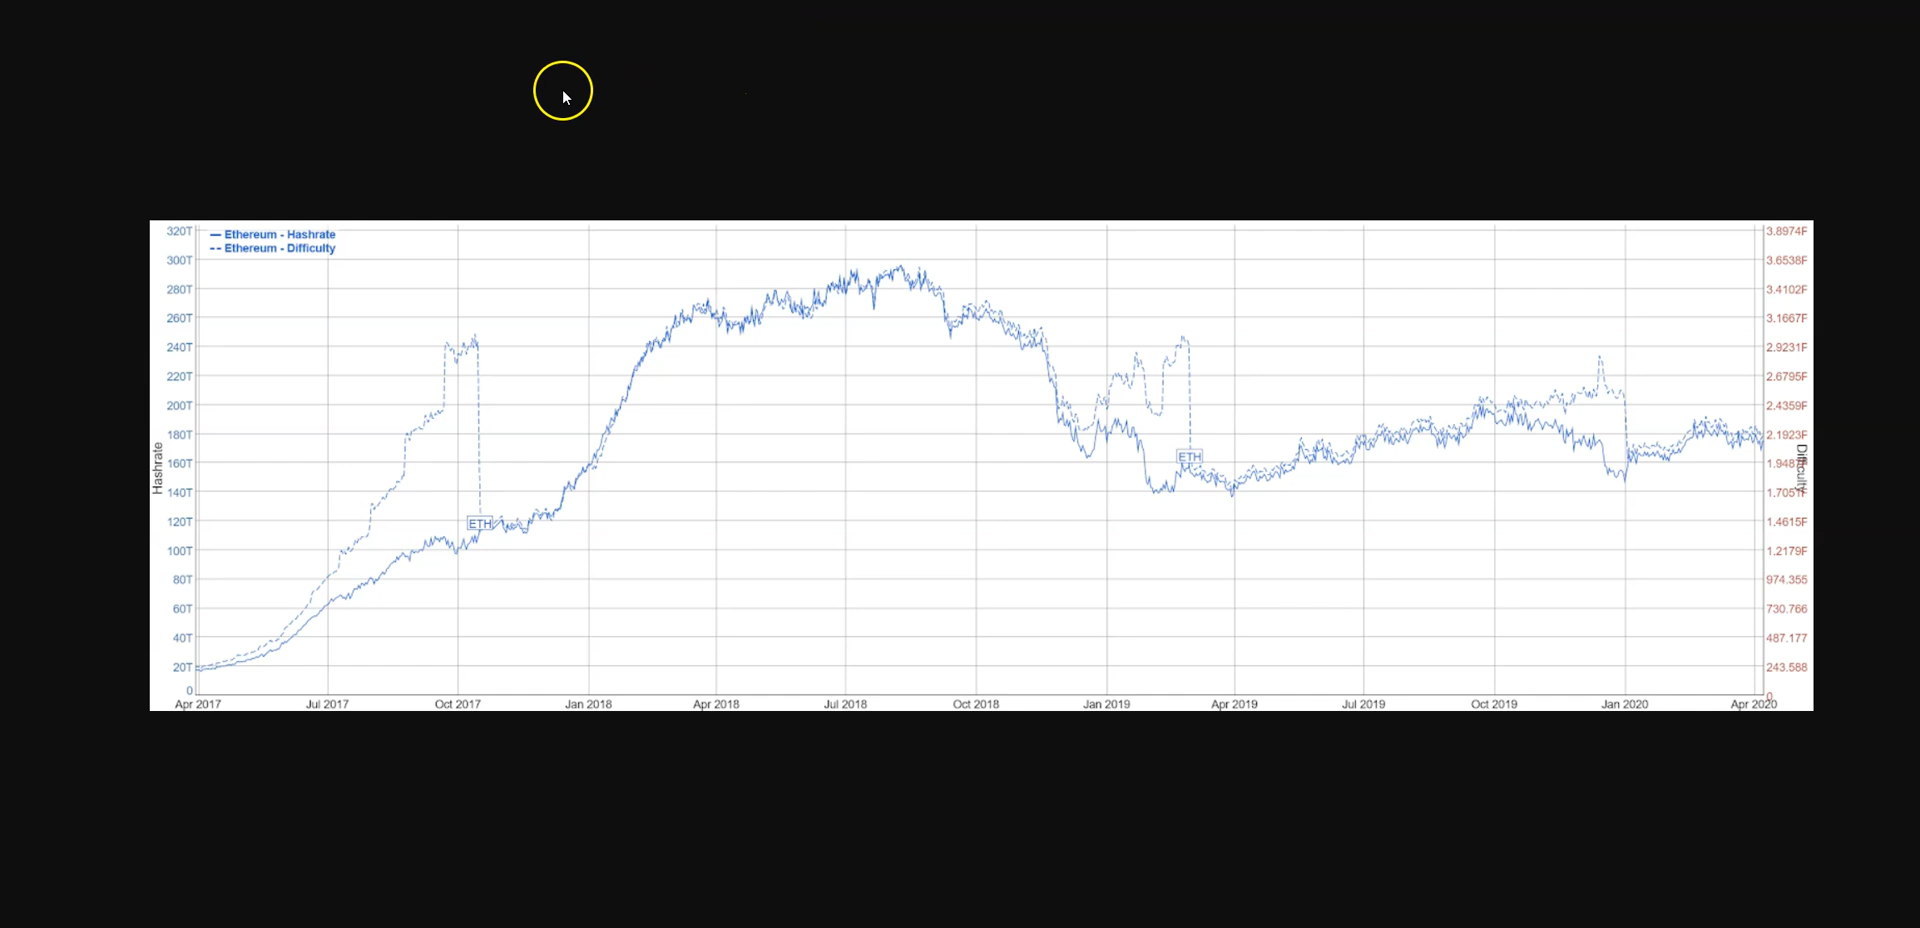 Ethereum - Hashrate
Ethereum - Difficulty
320T
300T
280T
260T
240T
220T
200T
180T
160T
140T
120T
100T
80T
60T
40T
20T
0
Hashrate
ETH
ETH
3.8974F
3.6538F
3.4102F
3.1667F
2.9231F
2.6795F
2.4359F
2.1923F
1.7051F
1.4615F
1.2179F
974.355
730.766
487.177
243.588
0
Difficulty
Apr 2017 Jul 2017 Oct 2017 Jan 2018 Apr 2018 Jul 2018 Oct 2018 Jan 2019 Apr 2019 Jul 2019 Oct 2019 Jan 2020 Apr 2020